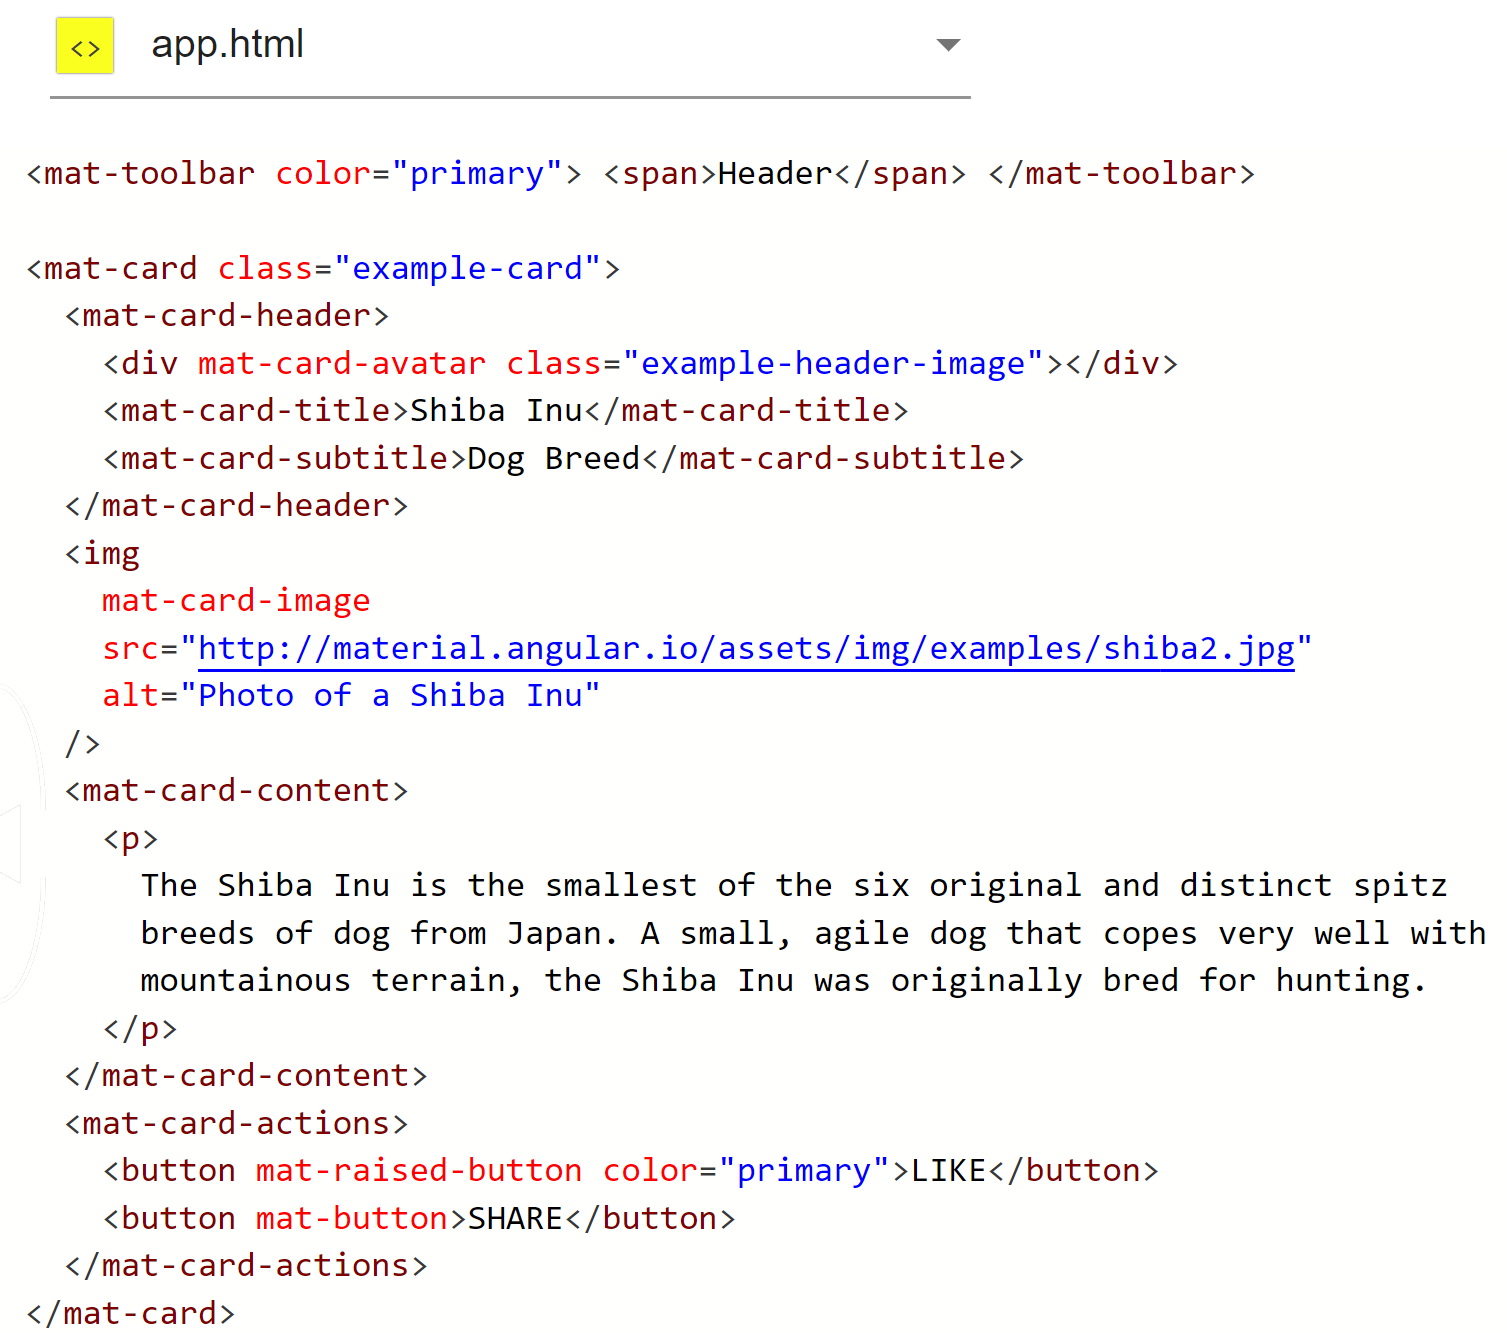 <> app.html
<mat-toolbar color="primary"> <span>Header</span> </mat-toolbar>
<mat-card class="example-card">
<mat-card-header>
<div mat-card-avatar class="example-header-image"></div>
<mat-card-title>Shiba Inu</mat-card-title>
<mat-card-subtitle>Dog Breed</mat-card-subtitle>
</mat-card-header>
<img
mat-card-image
src="http://material.angular.io/assets/img/examples/shiba2.jpg"
alt="Photo of a Shiba Inu"
/>
<mat-card-content>
<p>
The Shiba Inu is the smallest of the six original and distinct spitz
breeds of dog from Japan. A small, agile dog that copes very well with
mountainous terrain, the Shiba Inu was originally bred for hunting.
</p>
</mat-card-content>
<mat-card-actions>
<button mat-raised-button color="primary">LIKE</button>
<button mat-button>SHARE</button>
</mat-card-actions>
</mat-card>